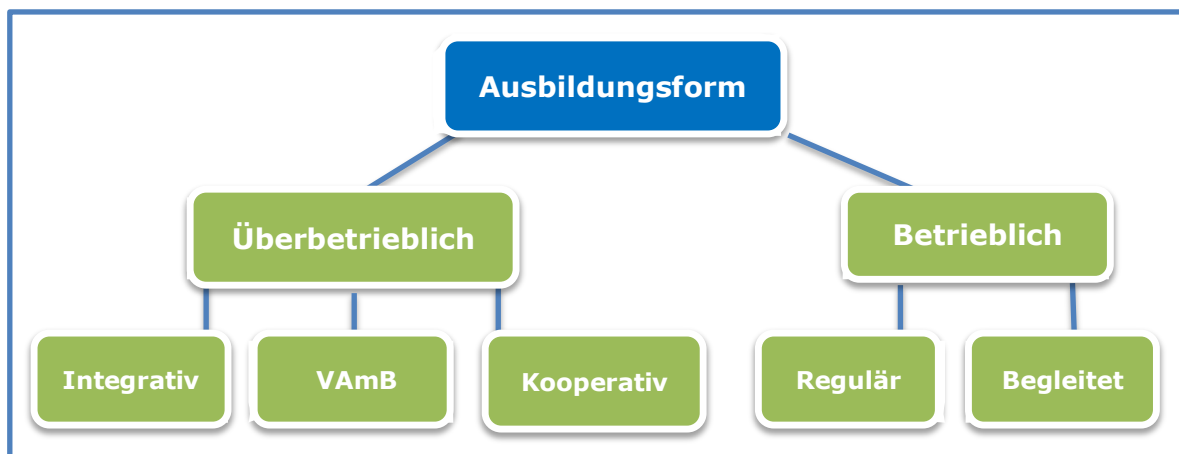 Ausbildungsform
Überbetrieblich
Betrieblich
Integrativ
VAmB
Kooperativ
Regulär
Begleitet